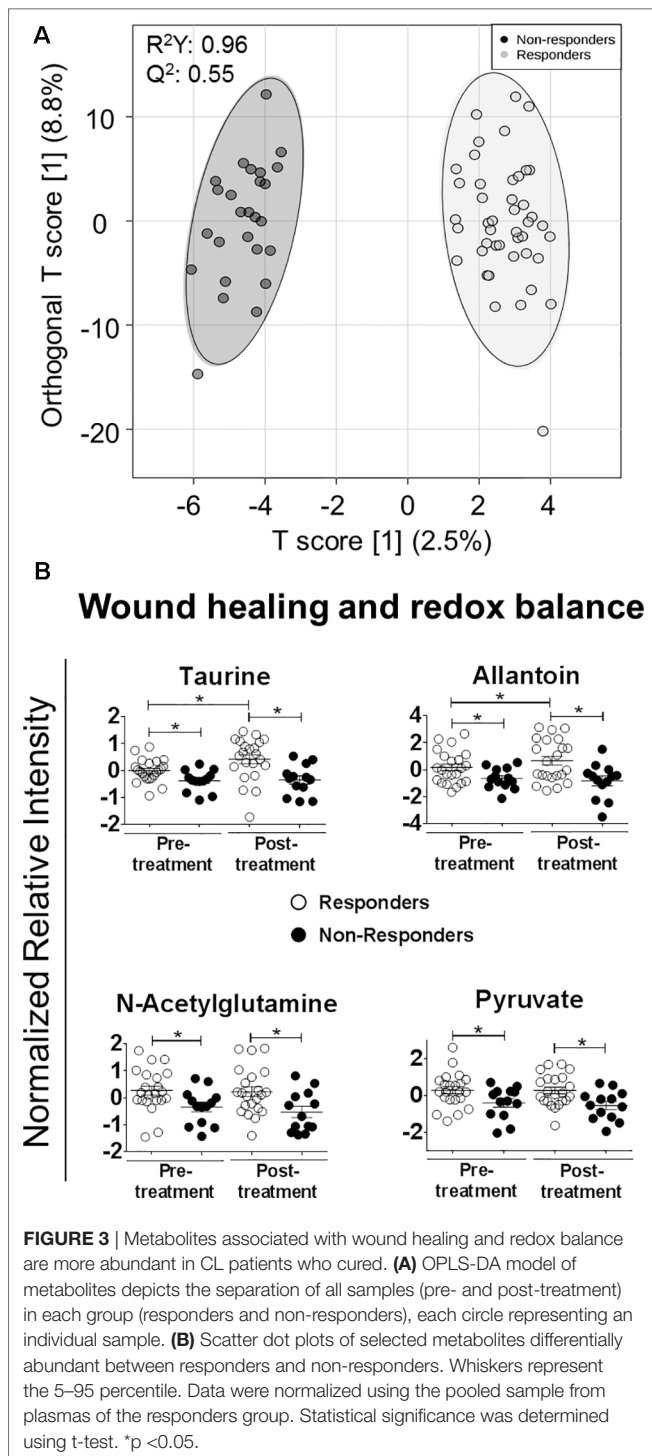 A
R²Y: 0.96
Q²: 0.55
Non-responders
Responders
Orthogonal T score [1] (8.8%)
10
0
-10
-20
-6
-4
-2
0
2
4
T score [1] (2.5%)
B
Wound healing and redox balance
Normalized Relative Intensity
Taurine
*
*
*
2
1
0
-1
-2
Pre-treatment
Post-treatment
Allantoin
*
*
*
4
2
0
-2
-4
Pre-treatment
Post-treatment
Responders
Non-Responders
N-Acetylglutamine
*
*
2
1
0
-1
-2
Pre-treatment
Post-treatment
Pyruvate
*
*
2
0
-2
Pre-treatment
Post-treatment
FIGURE 3 | Metabolites associated with wound healing and redox balance
are more abundant in CL patients who cured. (A) OPLS-DA model of
metabolites depicts the separation of all samples (pre- and post-treatment)
in each group (responders and non-responders), each circle representing an
individual sample. (B) Scatter dot plots of selected metabolites differentially
abundant between responders and non-responders. Whiskers represent
the 5–95 percentile. Data were normalized using the pooled sample from
plasmas of the responders group. Statistical significance was determined
using t-test. *p <0.05.